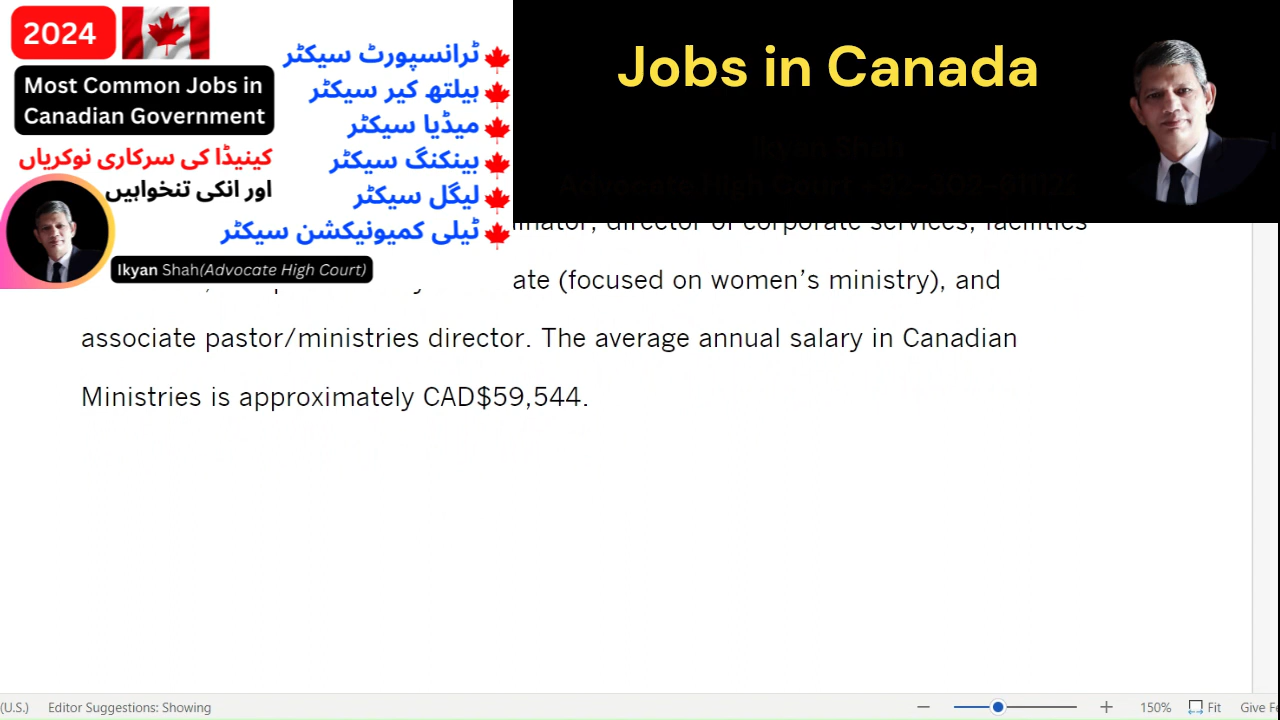 2024
Most Common Jobs in
Canadian Government
کینیڈا کی سرکاری نوکریاں
اور انکی تنخواہیں
Ikyan Shah(Advocate High Court)
ٹرانسپورٹ سیکٹر
ہیلتھ کیر سیکٹر
میڈیا سیکٹر
بینکنگ سیکٹر
لیگل سیکٹر
ٹیلی کمیونیکشن سیکٹر
Jobs in Canada
Ikyan Shah
director of corporate services, facilities
ate (focused on women's ministry), and
associate pastor/ministries director. The average annual salary in Canadian
Ministries is approximately CAD$59,544.
(U.S.) Editor Suggestions: Showing 150% Fit Give